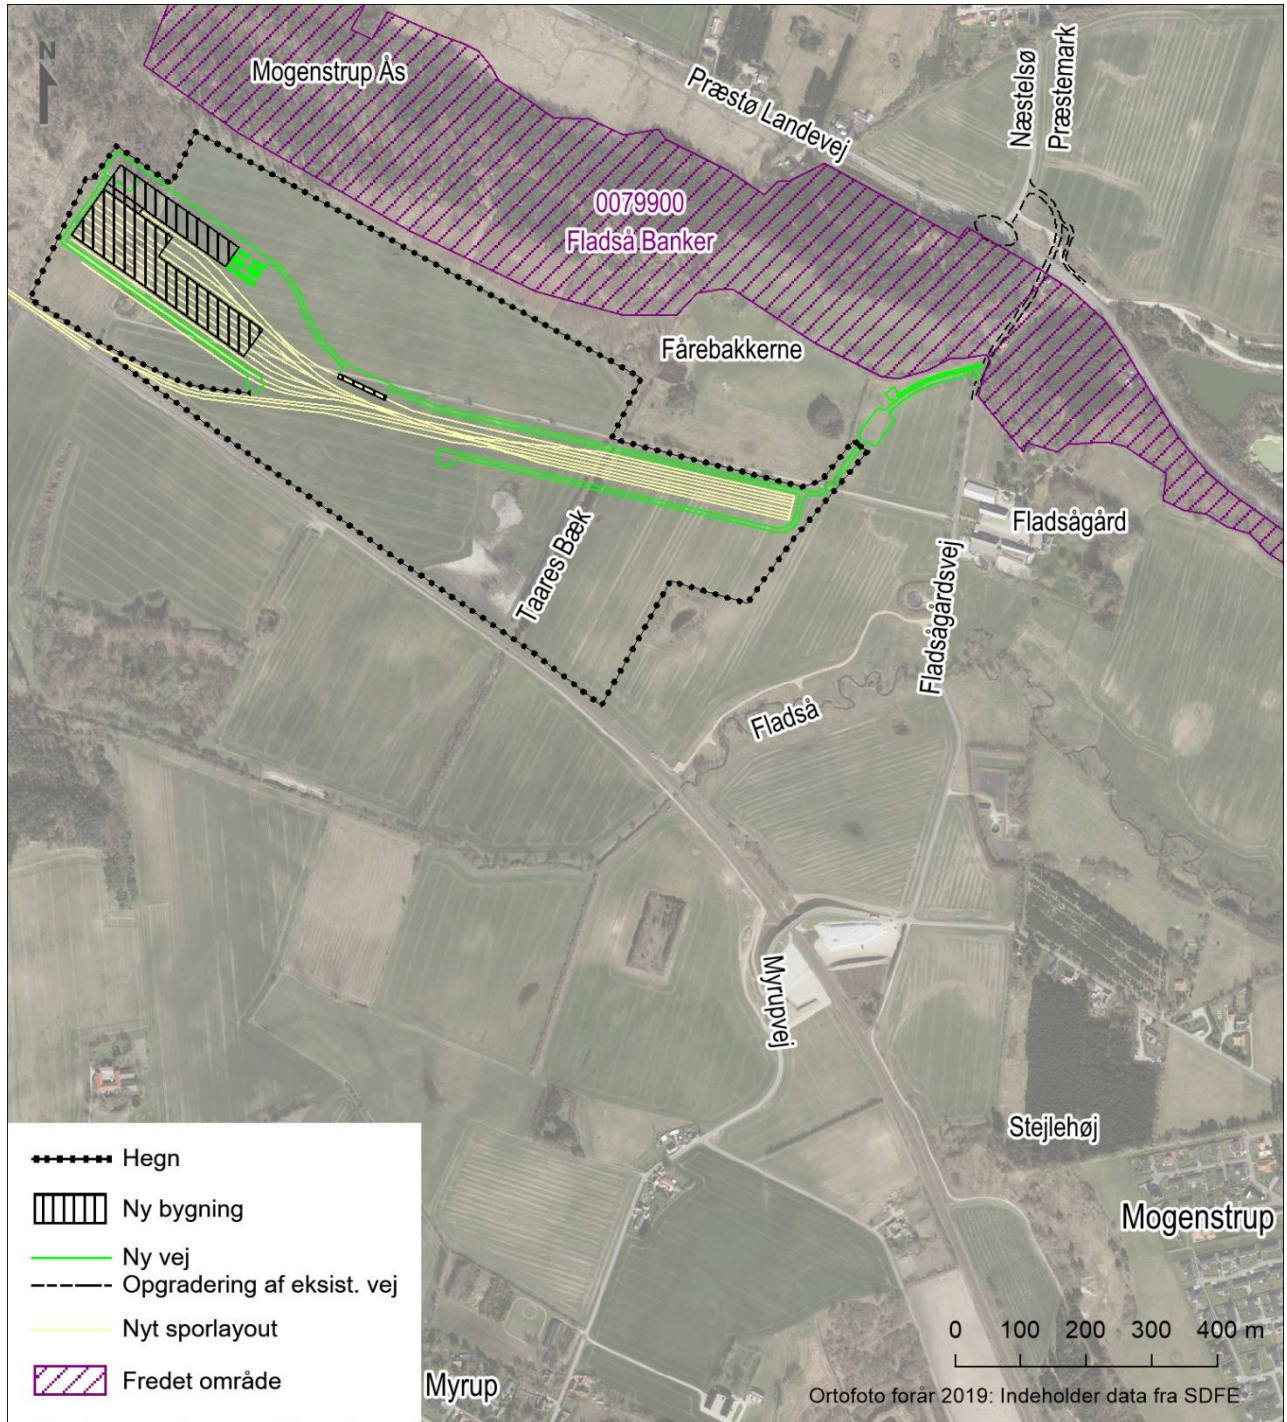 N
Mogenstrup Ås
Præstø Landevej
Næstelsø
Præstemark
0079900
Fladså Banker
Fårebakkerne
Fladsågård
Taares Bæk
Fladsågårdsvej
Fladså
Myrupvej
Stejlehøj
Mogenstrup
Myrup
Hegn
Ny bygning
Ny vej
Opgradering af eksist. vej
Nyt sporlayout
Fredet område
0 100 200 300 400 m
Ortofoto forår 2019: Indeholder data fra SDFE